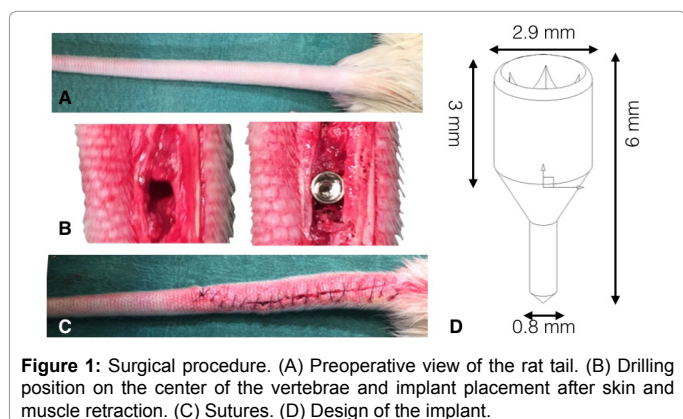 2.9 mm
A
3 mm
6 mm
B
C
D
0.8 mm
Figure 1: Surgical procedure. (A) Preoperative view of the rat tail. (B) Drilling
position on the center of the vertebrae and implant placement after skin and
muscle retraction. (C) Sutures. (D) Design of the implant.